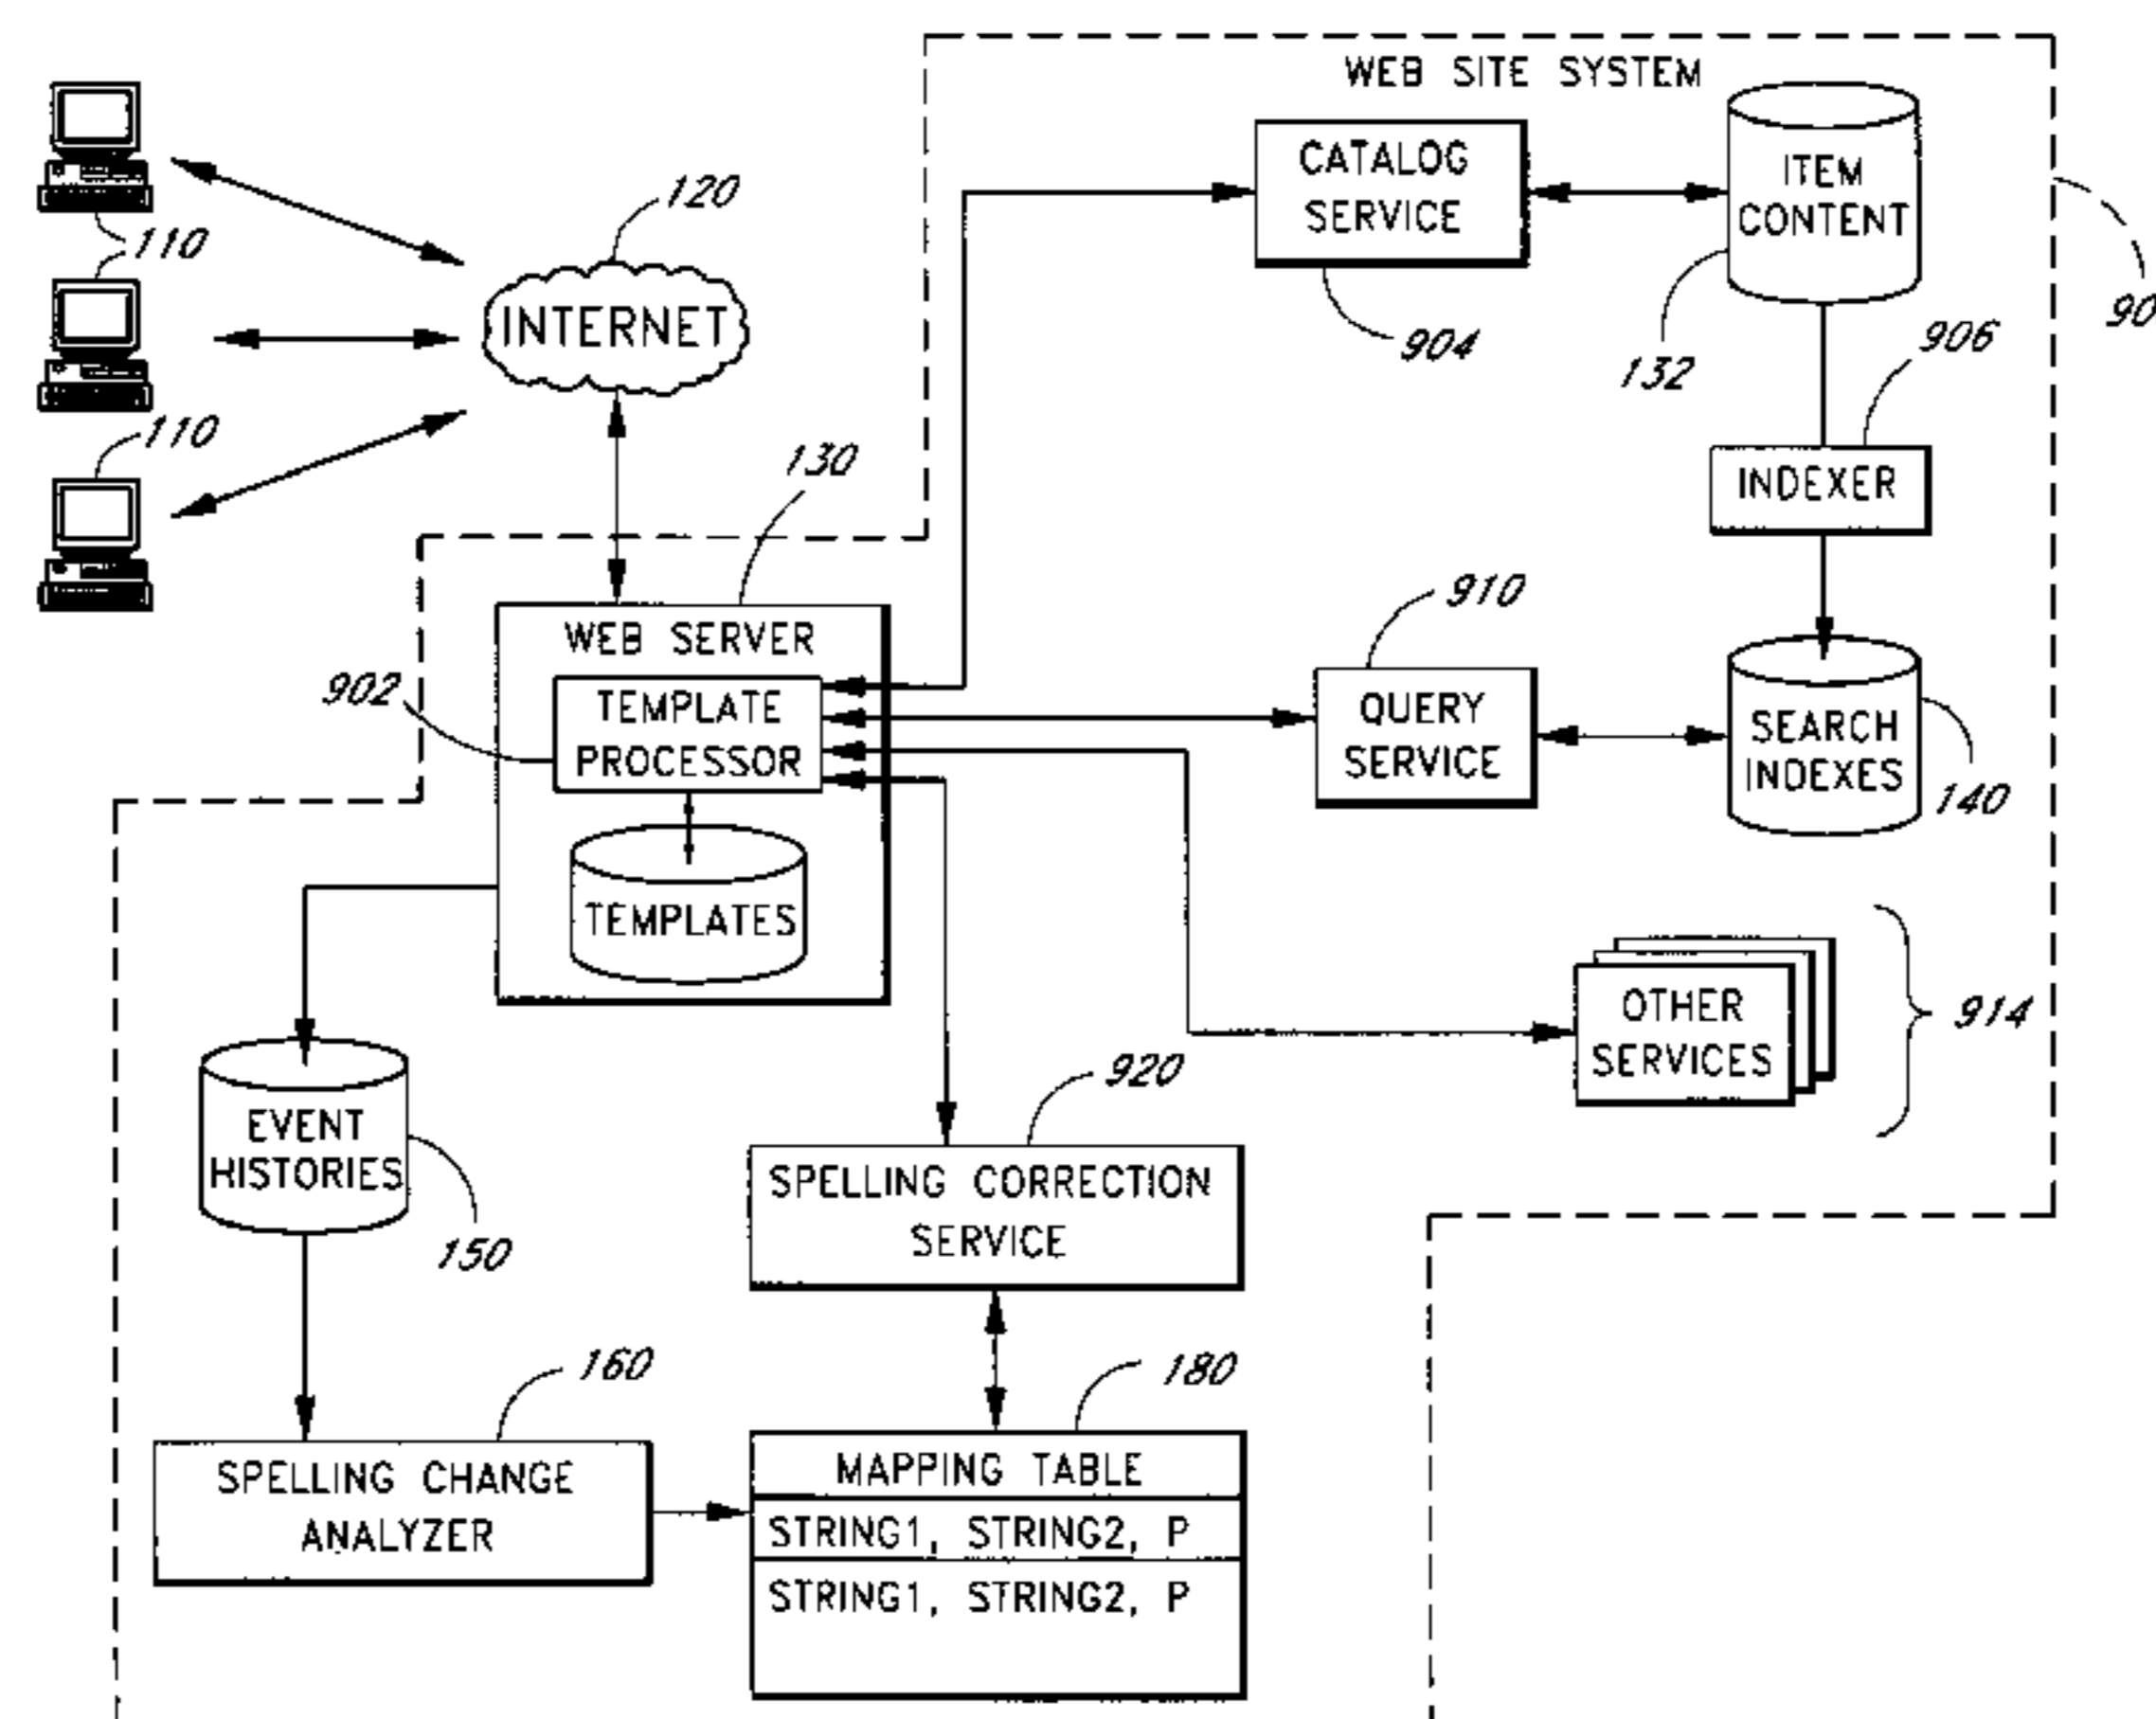 WEB SITE SYSTEM
CATALOG
SERVICE
ITEM
CONTENT
120
110
INTERNET
904
132
906
90
110
130
INDEXER
910
WEB SERVER
902
TEMPLATE
PROCESSOR
QUERY
SERVICE
SEARCH
INDEXES
140
TEMPLATES
OTHER
SERVICES
914
920
EVENT
HISTORIES
150
SPELLING CORRECTION
SERVICE
160
180
SPELLING CHANGE
ANALYZER
MAPPING TABLE
STRING1, STRING2, P
STRING1, STRING2, P